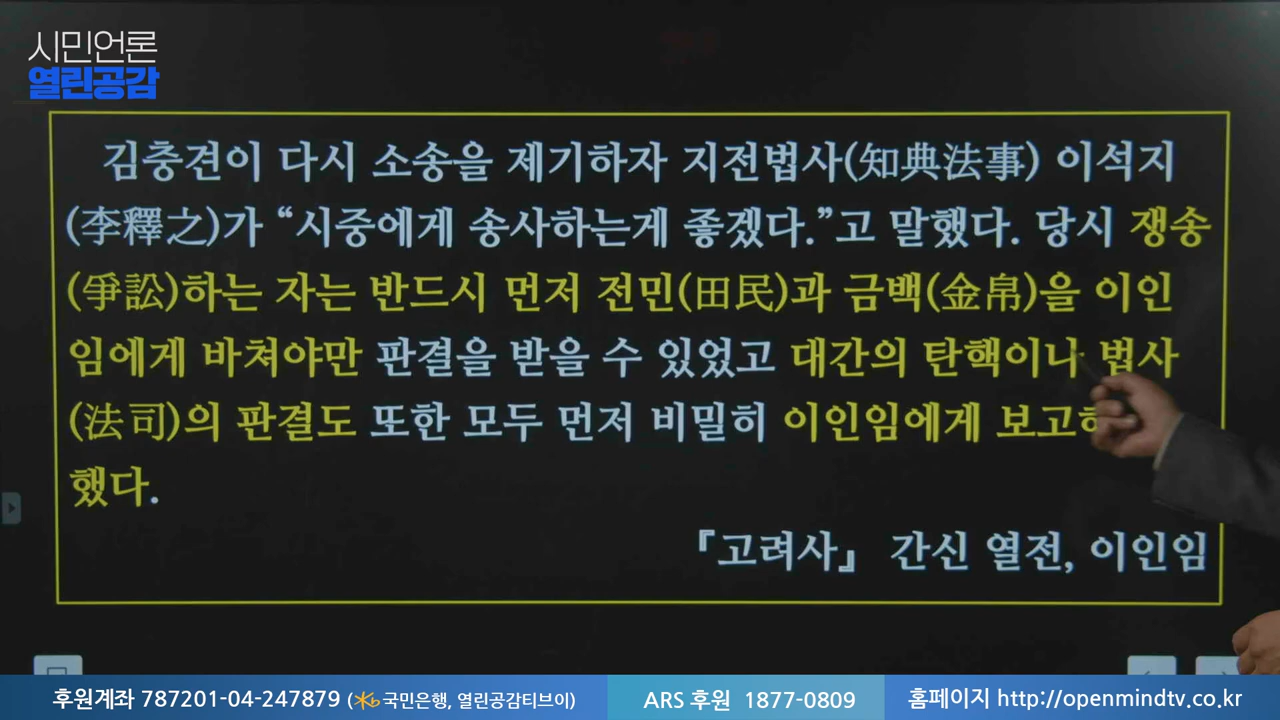 시민언론
열린공감
김충견이 다시 소송을 제기하자 지전법사(知典法事) 이석지
(李釋之)가 “시중에게 송사하는게 좋겠다.”고 말했다. 당시 쟁송
(爭訟)하는 자는 반드시 먼저 전민(田民)과 금백(金帛)을 이인
임에게 바쳐야만 판결을 받을 수 있었고 대간의 탄핵이나 법사
(法司)의 판결도 또한 모두 먼저 비밀히 이인임에게
했다.
『고려사』 간신 열전, 이인임
후원계좌 787201-04-247879 (국민은행, 열린공감티브이) ARS 후원 1877-0809 홈페이지 http://openmindtv.co.kr